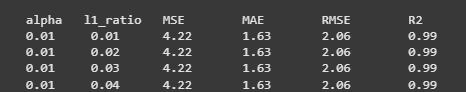 alpha l1_ratio MSE MAE RMSE R2
0.01 0.01 4.22 1.63 2.06 0.99
0.01 0.02 4.22 1.63 2.06 0.99
0.01 0.03 4.22 1.63 2.06 0.99
0.01 0.04 4.22 1.63 2.06 0.99